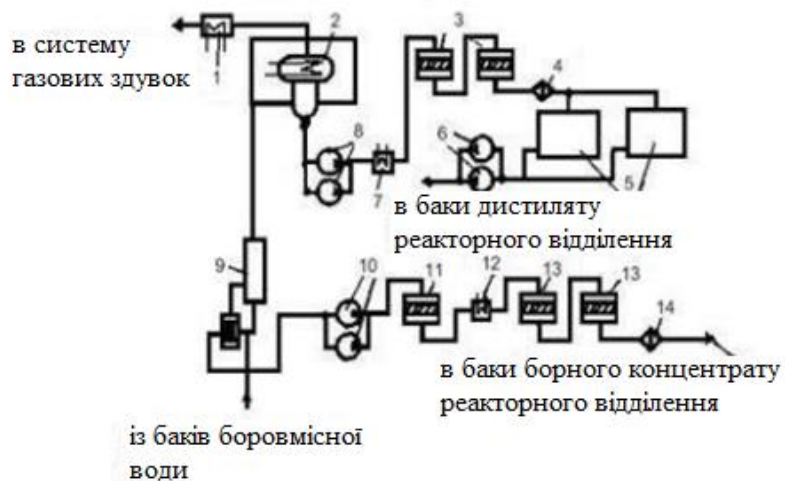 в систему
газових здувок
1
2
3
4
5
6
7
8
в баки дистиляту
реакторного відділення
9
10
11
12
13
13
14
в баки борного концентрату
реакторного відділення
із баків боровмісної
води